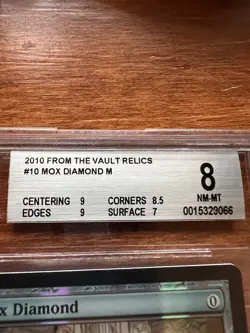 2010 FROM THE VAULT RELICS
#10 MOX DIAMOND M
8
NM-MT
CENTERING 9 CORNERS 8.5
EDGES 9 SURFACE 7
0015329066
Diamond
0